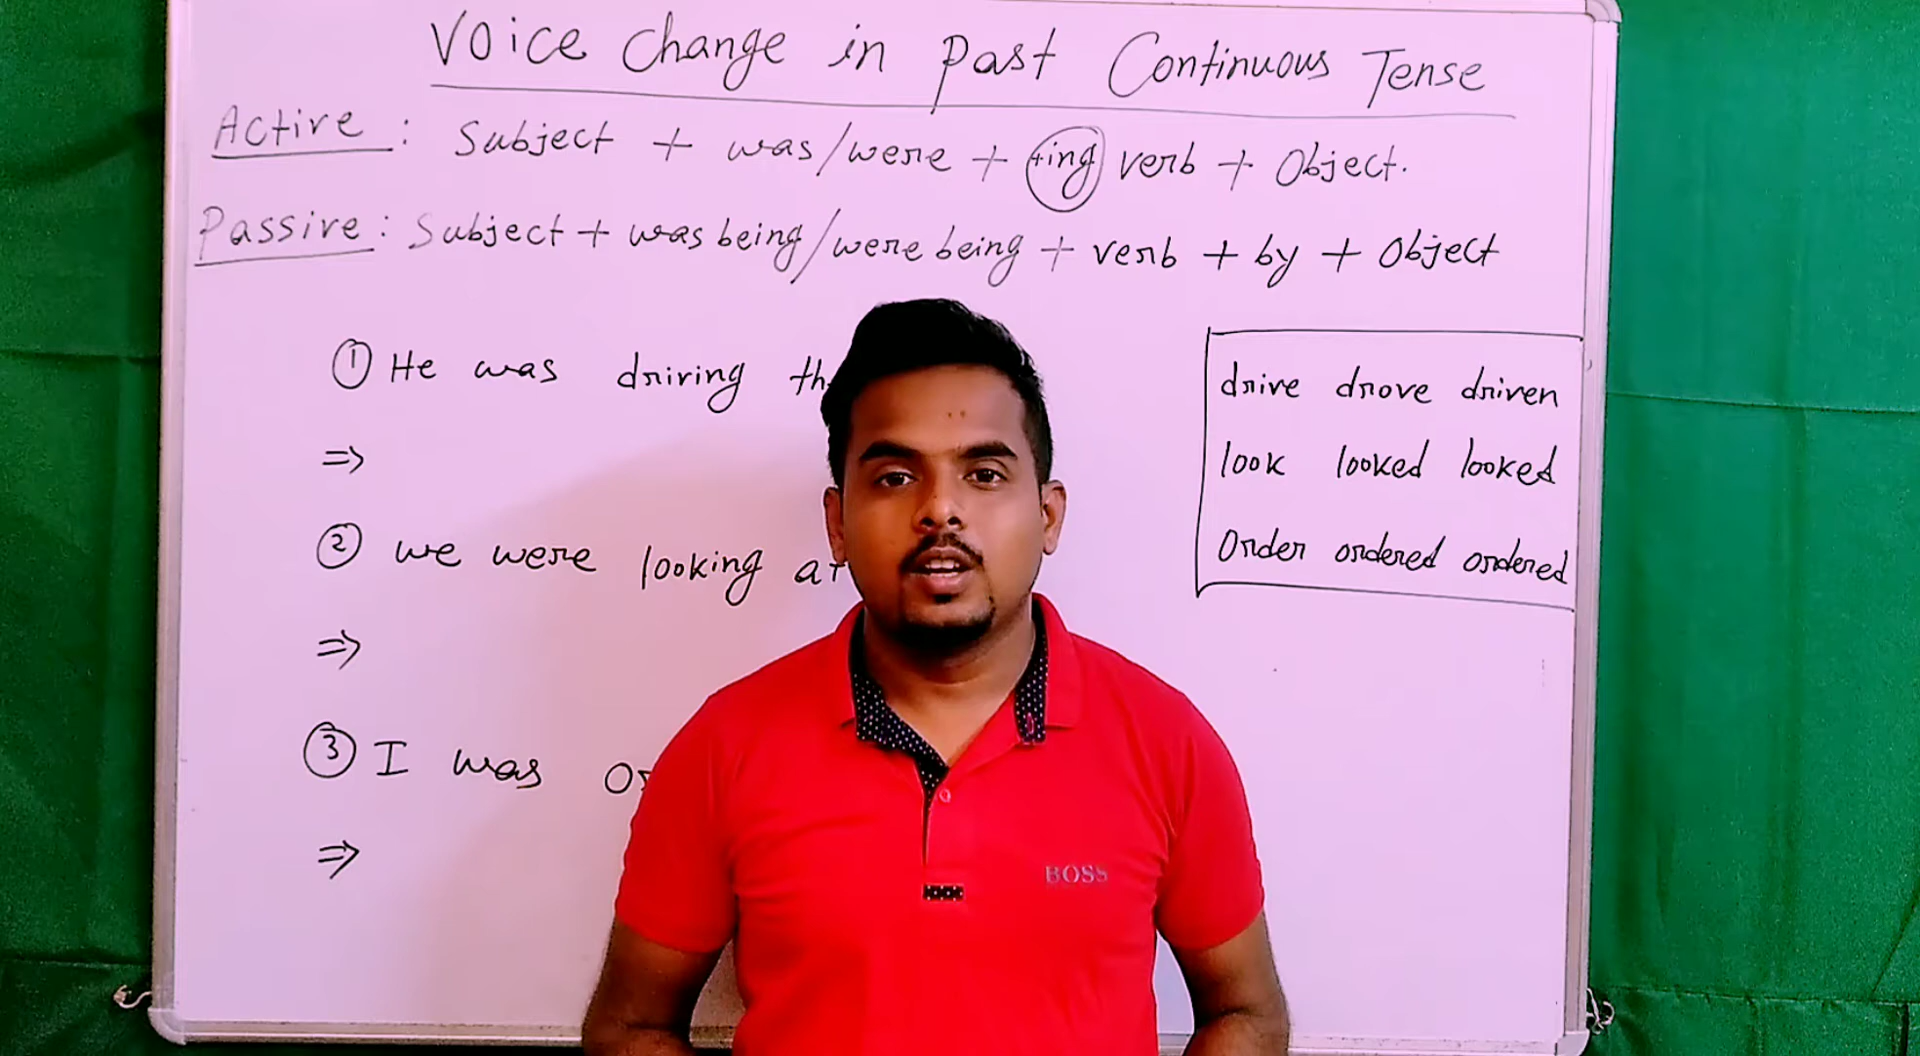 Voice Change in Past Continuous Tense
Active : Subject + was/were + +ing verb + Object.
Passive : Subject + was being/were being + verb + by + Object
① He was driving
⇒
② we were looking
⇒
③ I was
⇒
drive drove driven
look looked looked
Order ordered ordered
BOSS